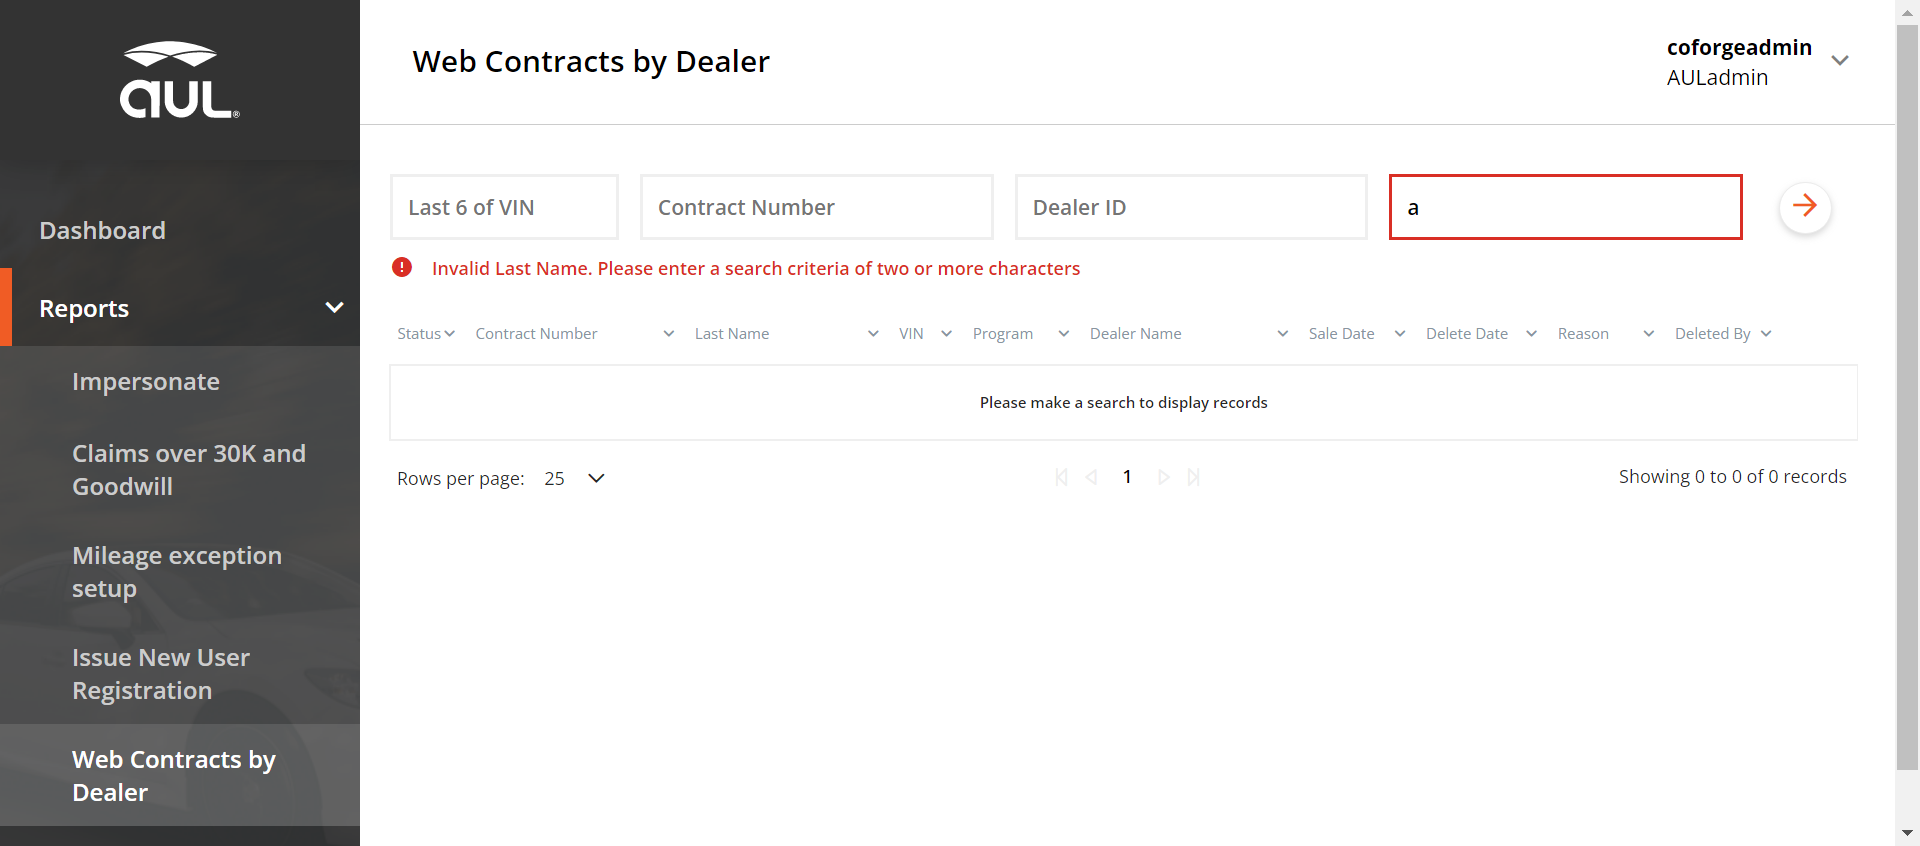 aUL®
Dashboard
Reports
Impersonate
Claims over 30K and
Goodwill
Mileage exception
setup
Issue New User
Registration
Web Contracts by
Dealer
Web Contracts by Dealer
coforgeadmin
AULadmin
Last 6 of VIN Contract Number Dealer ID a
Invalid Last Name. Please enter a search criteria of two or more characters
Status Contract Number Last Name VIN Program Dealer Name Sale Date Delete Date Reason Deleted By
Please make a search to display records
Rows per page: 25 1 Showing 0 to 0 of 0 records